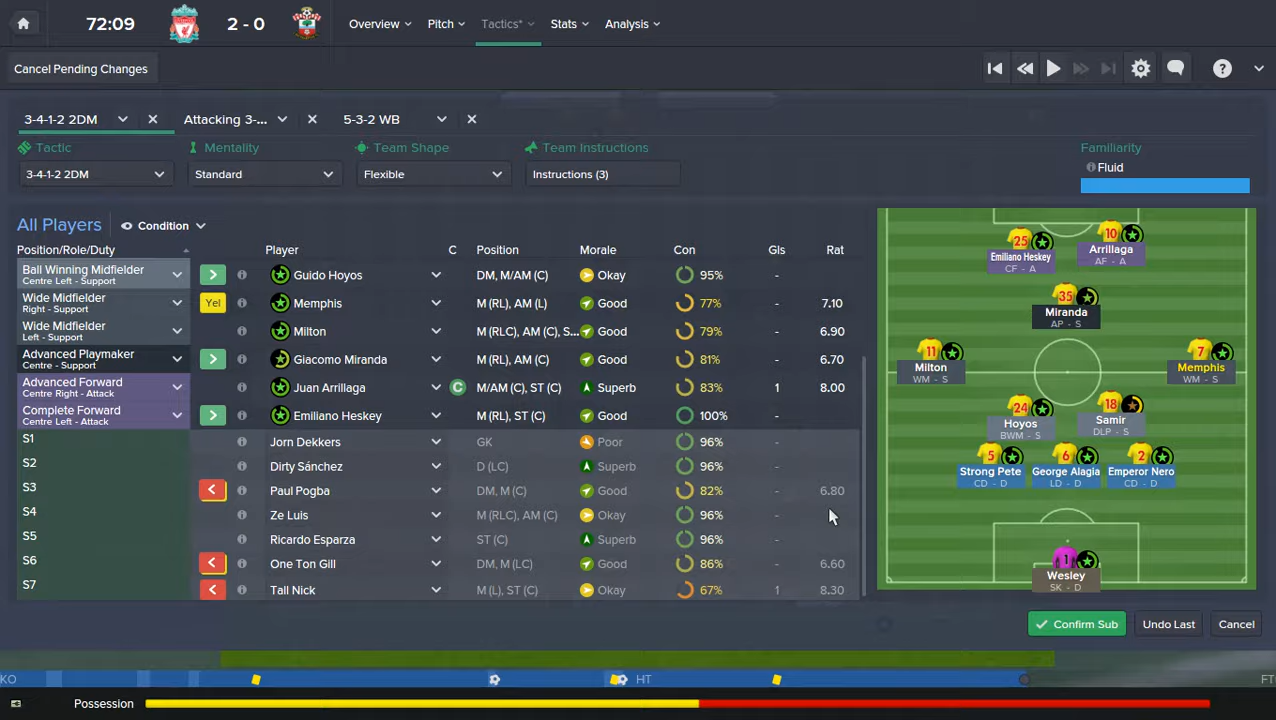 72:09 2 - 0 Overview Pitch Tactics* Stats Analysis
Cancel Pending Changes ?
3-4-1-2 2DM Attacking 3-... 5-3-2 WB
Tactic Mentality Team Shape Team Instructions Familiarity
3-4-1-2 2DM Standard Flexible Instructions (3) Fluid
All Players Condition
Position/Role/Duty Player C Position Morale Con Gls Rat
Ball Winning Midfielder
Centre Left - Support
Guido Hoyos DM, M/AM (C) Okay 95% -
Wide Midfielder
Right - Support
Yel Memphis M (RL), AM (L) Good 77% - 7.10
Wide Midfielder
Left - Support
Milton M (RLC), AM (C), S... Good 79% - 6.90
Advanced Playmaker
Centre - Support
Giacomo Miranda M (RL), AM (C) Good 81% - 6.70
Advanced Forward
Centre Right - Attack
Juan Arrillaga C M/AM (C), ST (C) Superb 83% 1 8.00
Complete Forward
Centre Left - Attack
Emiliano Heskey M (RL), ST (C) Good 100% -
S1 Jorn Dekkers GK Poor 96% -
S2 Dirty Sánchez D (LC) Superb 96% -
S3 Paul Pogba DM, M (C) Good 82% - 6.80
S4 Ze Luis M (RLC), AM (C) Okay 96% -
S5 Ricardo Esparza ST (C) Superb 96% -
S6 One Ton Gill DM, M (LC) Good 86% - 6.60
S7 Tall Nick M (L), ST (C) Okay 67% 1 8.30
25 10
Emiliano Heskey Arrillaga
CF - A AF - A
35
Miranda
AP - S
11 7
Milton Memphis
WM - S WM - S
24 18
Hoyos Samir
BWM - S DLP - S
5 6 2
Strong Pete George Alagia Emperor Nero
CD - D LD - D CD - D
1
Wesley
SK - D
Confirm Sub Undo Last Cancel
KO HT FT
Possession